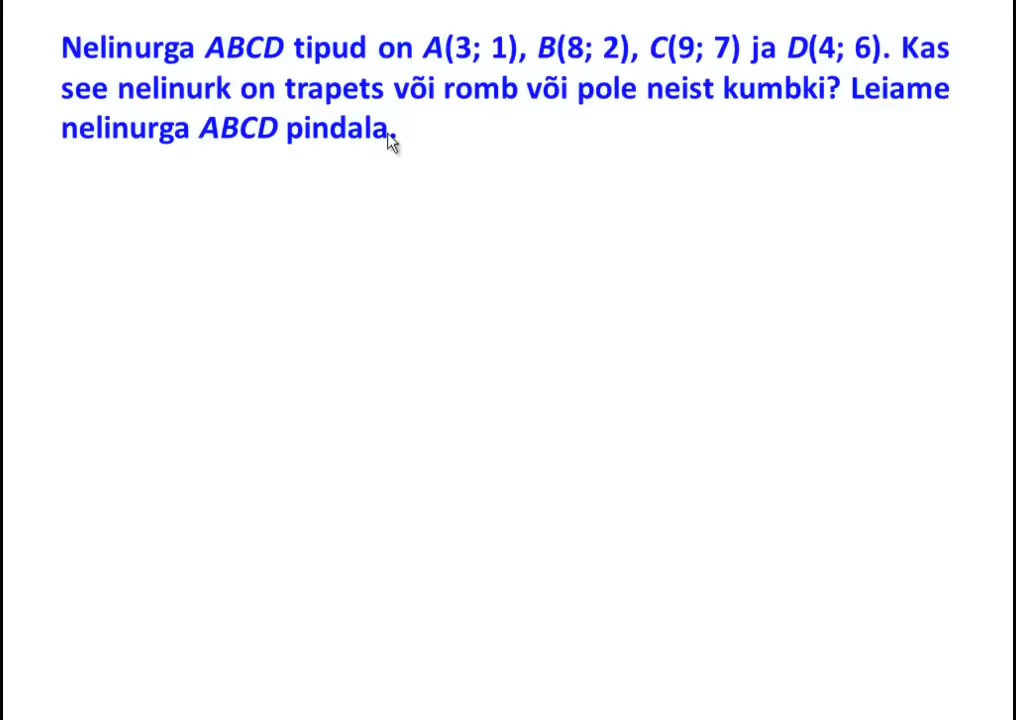 Nelinurga ABCD tipud on A(3; 1), B(8; 2), C(9; 7) ja D(4; 6). Kas
see nelinurk on trapets või romb või pole neist kumbki? Leiame
nelinurga ABCD pindala.